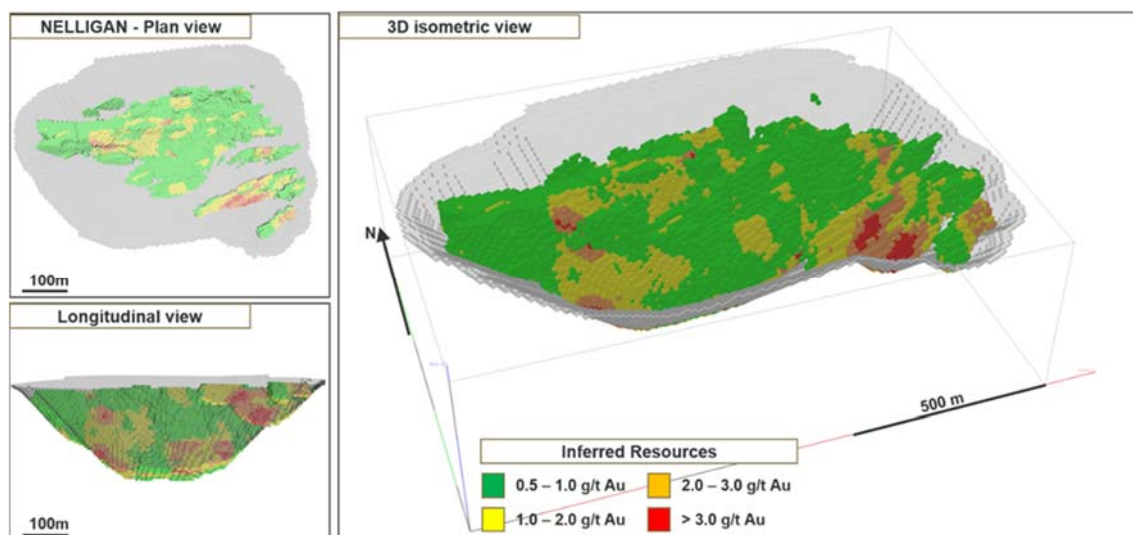 NELLIGAN - Plan view
100m
Longitudinal view
100m
3D isometric view
N
500 m
Inferred Resources
0.5 – 1.0 g/t Au
2.0 – 3.0 g/t Au
1.0 – 2.0 g/t Au
> 3.0 g/t Au